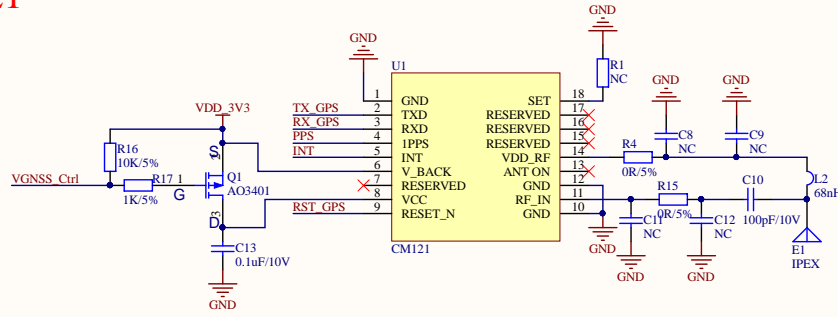 GND
GND
U1
R1
NC
1
GND
SET
18
VDD_3V3
TX_GPS
2
TXD
RESERVED
17
GND
GND
RX_GPS
3
RXD
RESERVED
16
PPS
4
1PPS
RESERVED
15
R4
C8
NC
C9
NC
INT
5
INT
VDD_RF
14
0R/5%
R16
10K/5%
S
2
6
V_BACK
ANT ON
13
VGNSS_Ctrl
R17
1
Q1
AO3401
7
RESERVED
GND
12
R15
C10
L2
68nH
1K/5%
G
8
VCC
RF_IN
11
0R/5%
100pF/10V
D
3
RST_GPS
9
RESET_N
GND
10
C11
NC
C12
NC
C13
0.1uF/10V
CM121
GND
E1
IPEX
GND
GND
GND